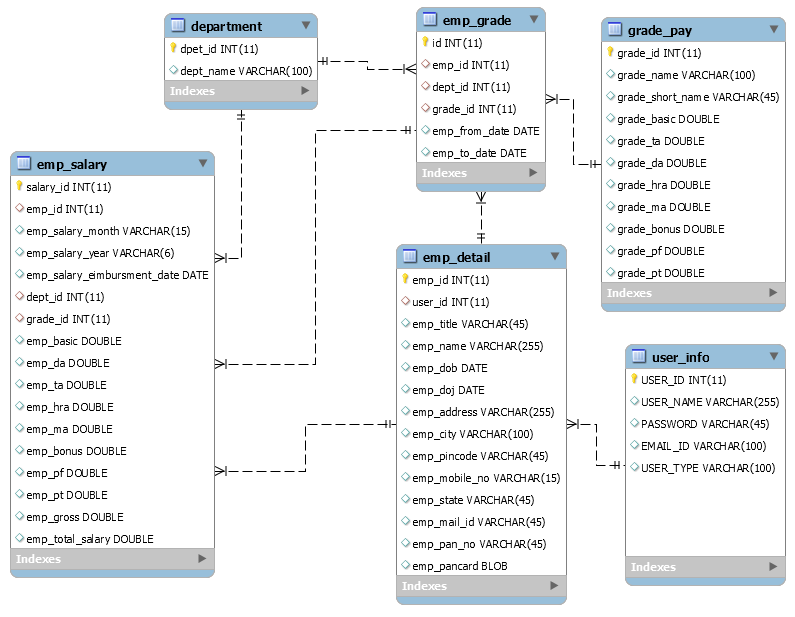 department
dpet_id INT(11)
dept_name VARCHAR(100)
Indexes
emp_grade
id INT(11)
emp_id INT(11)
dept_id INT(11)
grade_id INT(11)
emp_from_date DATE
emp_to_date DATE
Indexes
grade_pay
grade_id INT(11)
grade_name VARCHAR(100)
grade_short_name VARCHAR(45)
grade_basic DOUBLE
grade_ta DOUBLE
grade_da DOUBLE
grade_hra DOUBLE
grade_ma DOUBLE
grade_bonus DOUBLE
grade_pf DOUBLE
grade_pt DOUBLE
Indexes
emp_salary
salary_id INT(11)
emp_id INT(11)
emp_salary_month VARCHAR(15)
emp_salary_year VARCHAR(6)
emp_salary_eimbursment_date DATE
dept_id INT(11)
grade_id INT(11)
emp_basic DOUBLE
emp_da DOUBLE
emp_ta DOUBLE
emp_hra DOUBLE
emp_ma DOUBLE
emp_bonus DOUBLE
emp_pf DOUBLE
emp_pt DOUBLE
emp_gross DOUBLE
emp_total_salary DOUBLE
Indexes
emp_detail
emp_id INT(11)
user_id INT(11)
emp_title VARCHAR(45)
emp_name VARCHAR(255)
emp_dob DATE
emp_doj DATE
emp_address VARCHAR(255)
emp_city VARCHAR(100)
emp_pincode VARCHAR(45)
emp_mobile_no VARCHAR(15)
emp_state VARCHAR(45)
emp_mail_id VARCHAR(45)
emp_pan_no VARCHAR(45)
emp_pancard BLOB
Indexes
user_info
USER_ID INT(11)
USER_NAME VARCHAR(255)
PASSWORD VARCHAR(45)
EMAIL_ID VARCHAR(100)
USER_TYPE VARCHAR(100)
Indexes